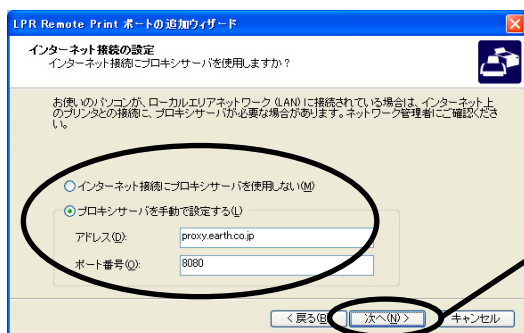 LPR Remote Print ポートの追加ウィザード
インターネット接続の設定
インターネット接続にプロキシサーバを使用しますか？
お使いのパソコンが、ローカルエリアネットワーク (LAN) に接続されている場合は、インターネット上
のプリンタとの接続に、プロキシサーバが必要な場合があります。ネットワーク管理者にご確認くださ
い。
インターネット接続にプロキシサーバを使用しない(M)
プロキシサーバを手動で設定する(L)
アドレス(D): proxy.earth.co.jp
ポート番号(O): 8080
< 戻る(B) 次へ(N) > キャンセル